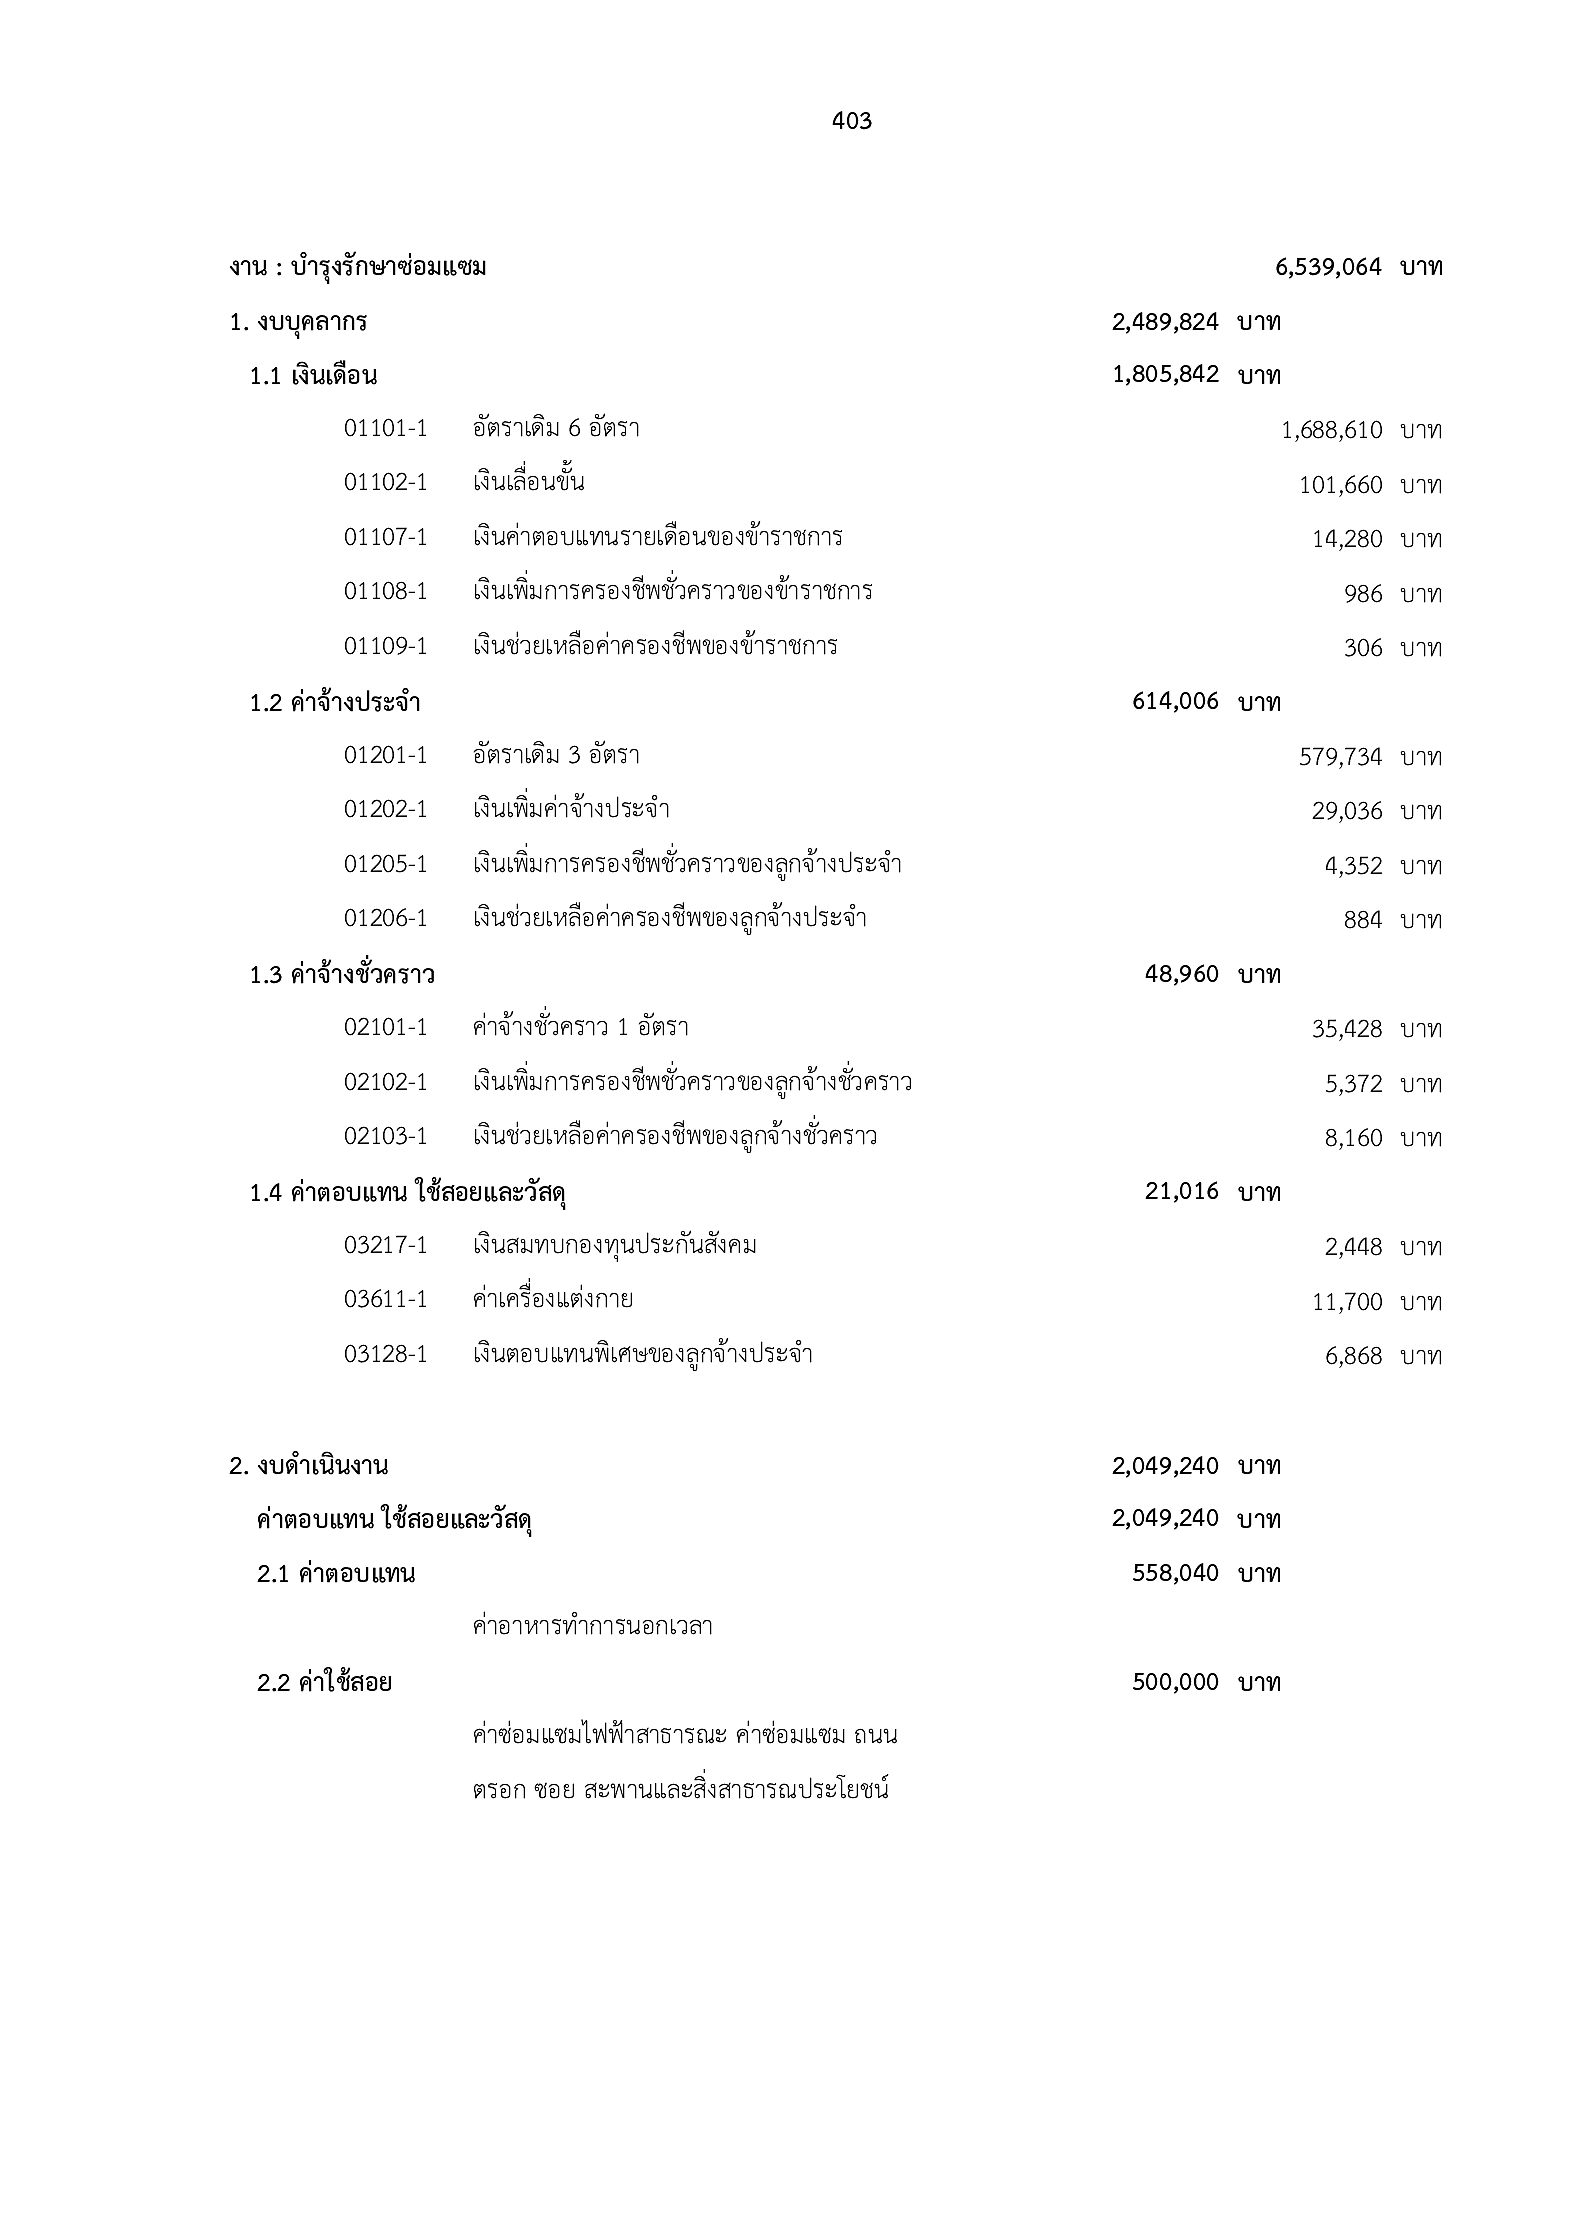 403
งาน : บำรุงรักษาซ่อมแซม 6,539,064 บาท
1. งบบุคลากร 2,489,824 บาท
1.1 เงินเดือน 1,805,842 บาท
01101-1 อัตราเดิม 6 อัตรา 1,688,610 บาท
01102-1 เงินเลื่อนขั้น 101,660 บาท
01107-1 เงินค่าตอบแทนรายเดือนของข้าราชการ 14,280 บาท
01108-1 เงินเพิ่มการครองชีพชั่วคราวของข้าราชการ 986 บาท
01109-1 เงินช่วยเหลือค่าครองชีพของข้าราชการ 306 บาท
1.2 ค่าจ้างประจำ 614,006 บาท
01201-1 อัตราเดิม 3 อัตรา 579,734 บาท
01202-1 เงินเพิ่มค่าจ้างประจำ 29,036 บาท
01205-1 เงินเพิ่มการครองชีพชั่วคราวของลูกจ้างประจำ 4,352 บาท
01206-1 เงินช่วยเหลือค่าครองชีพของลูกจ้างประจำ 884 บาท
1.3 ค่าจ้างชั่วคราว 48,960 บาท
02101-1 ค่าจ้างชั่วคราว 1 อัตรา 35,428 บาท
02102-1 เงินเพิ่มการครองชีพชั่วคราวของลูกจ้างชั่วคราว 5,372 บาท
02103-1 เงินช่วยเหลือค่าครองชีพของลูกจ้างชั่วคราว 8,160 บาท
1.4 ค่าตอบแทน ใช้สอยและวัสดุ 21,016 บาท
03217-1 เงินสมทบกองทุนประกันสังคม 2,448 บาท
03611-1 ค่าเครื่องแต่งกาย 11,700 บาท
03128-1 เงินตอบแทนพิเศษของลูกจ้างประจำ 6,868 บาท
2. งบดำเนินงาน 2,049,240 บาท
ค่าตอบแทน ใช้สอยและวัสดุ 2,049,240 บาท
2.1 ค่าตอบแทน 558,040 บาท
ค่าอาหารทำการนอกเวลา
2.2 ค่าใช้สอย 500,000 บาท
ค่าซ่อมแซมไฟฟ้าสาธารณะ ค่าซ่อมแซม ถนน
ตรอก ซอย สะพานและสิ่งสาธารณประโยชน์